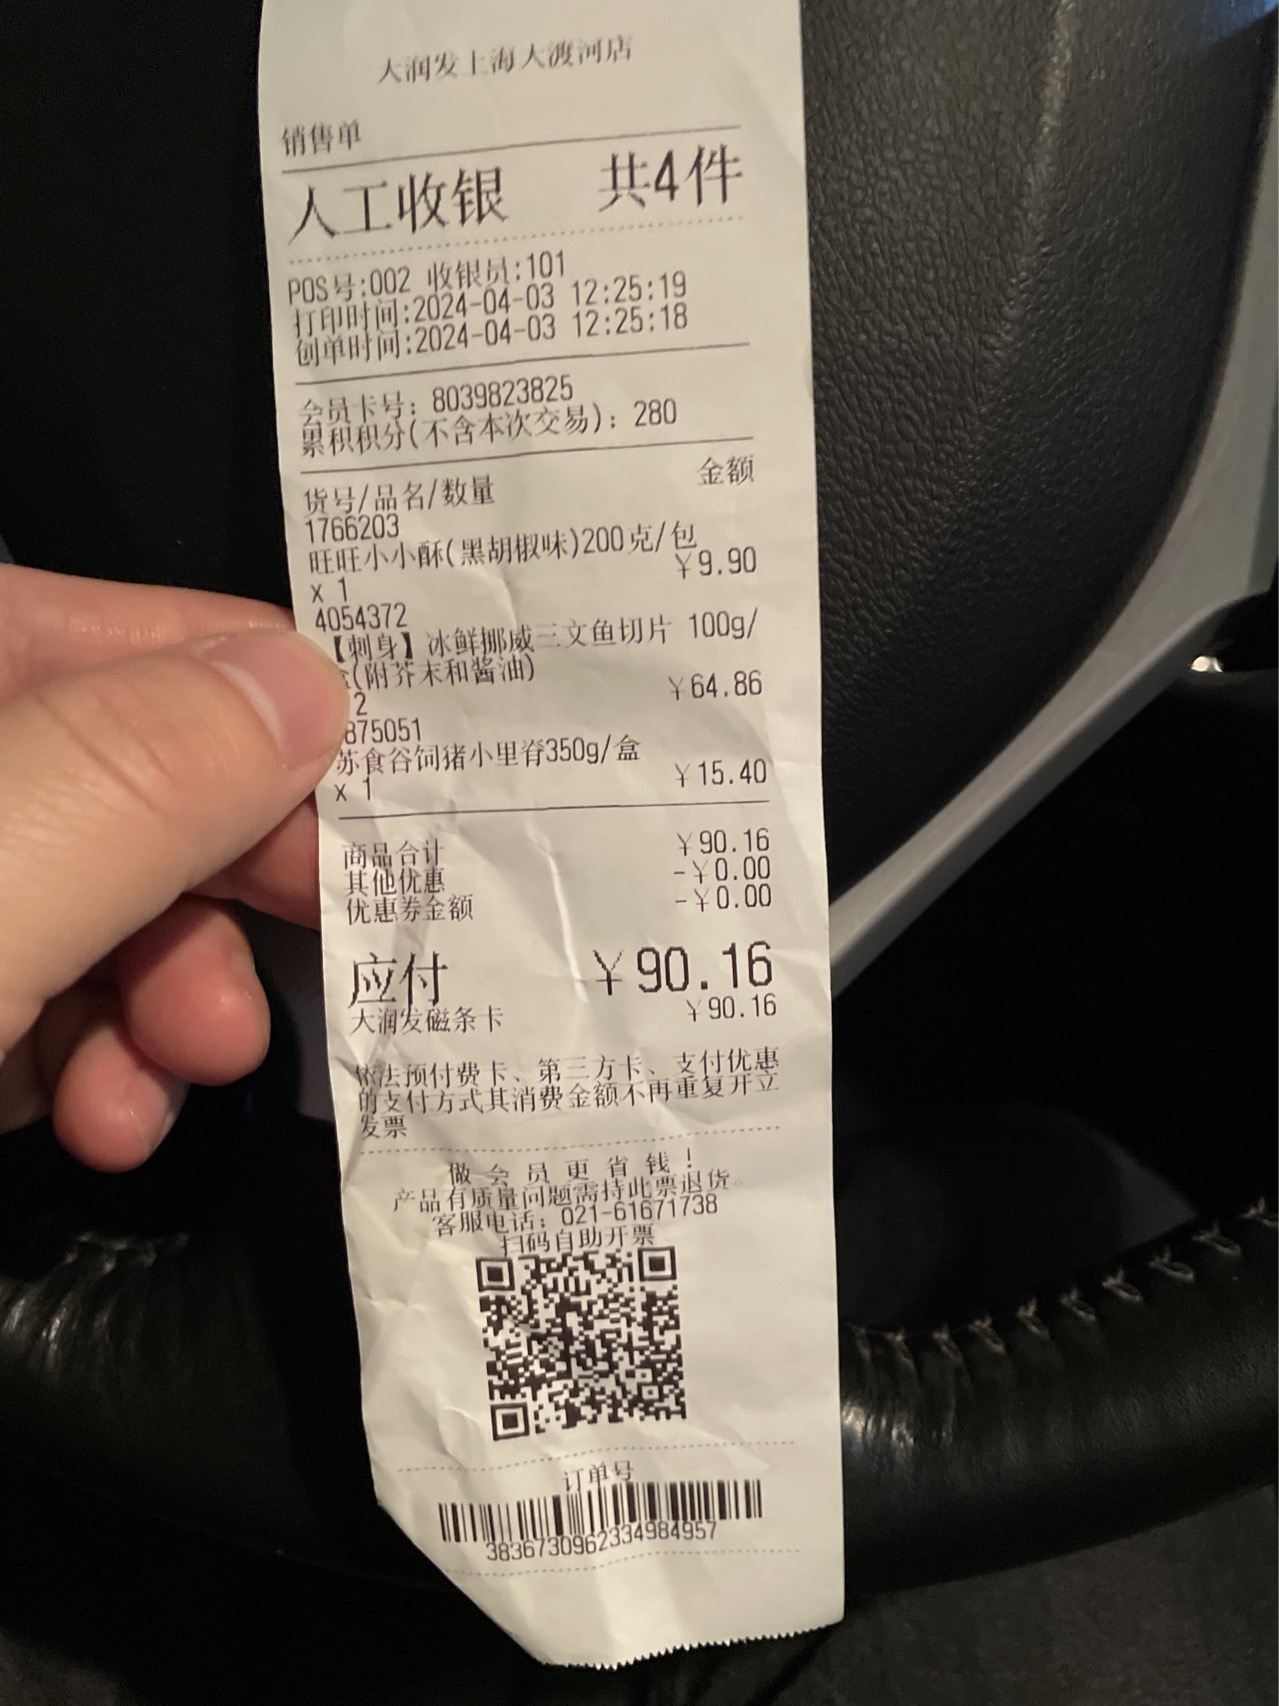 大润发上海大渡河店
销售单
人工收银 共4件
POS号:002 收银员:101
打印时间:2024-04-03 12:25:19
创单时间:2024-04-03 12:25:18
会员卡号: 8039823825
累积积分(不含本次交易): 280
货号/品名/数量 金额
1766203
旺旺小小酥(黑胡椒味)200克/包
x 1 ￥9.90
4054372
【刺身】冰鲜挪威三文鱼切片 100g/
(附芥末和酱油)
2 ￥64.86
875051
苏食谷饲猪小里脊350g/盒
x 1 ￥15.40
商品合计 ￥90.16
其他优惠 -￥0.00
优惠券金额 -￥0.00
应付 ￥90.16
大润发磁条卡 ￥90.16
依法预付费卡、第三方卡、支付优惠
的支付方式其消费金额不再重复开立
发票
做会员更省钱!
产品有质量问题需持此票退货。
客服电话: 021-61671738
扫码自助开票
订单号
3836730962334984957